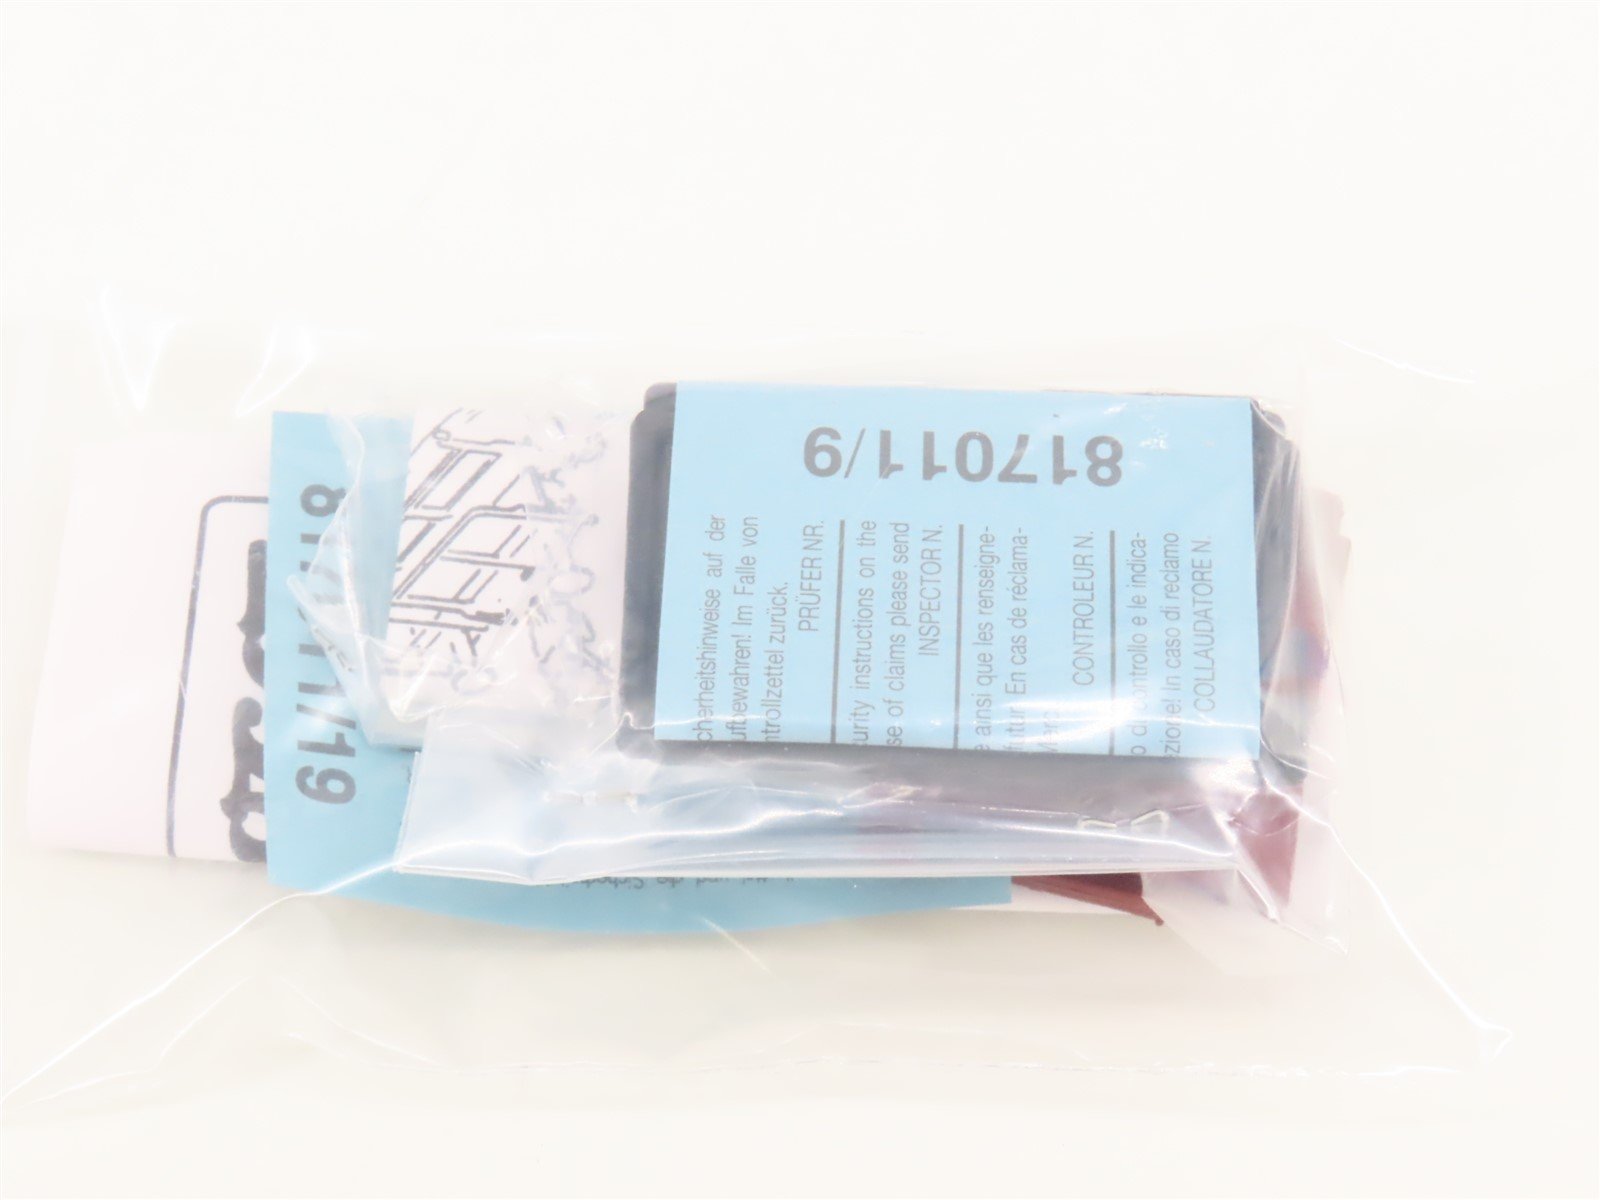 817011/9
cherheitshinweise auf der
ufbewahren! Im Falle von
ntrollzettel zurück.
PRÜFER NR.
urity instructions on the
se of claims please send
INSPECTOR N.
e ainsi que les renseigne-
futur En cas de réclama-
CONTROLEUR N.
o di controllo e le indica-
zione! In caso di reclamo
COLLAUDATORE N.
/19